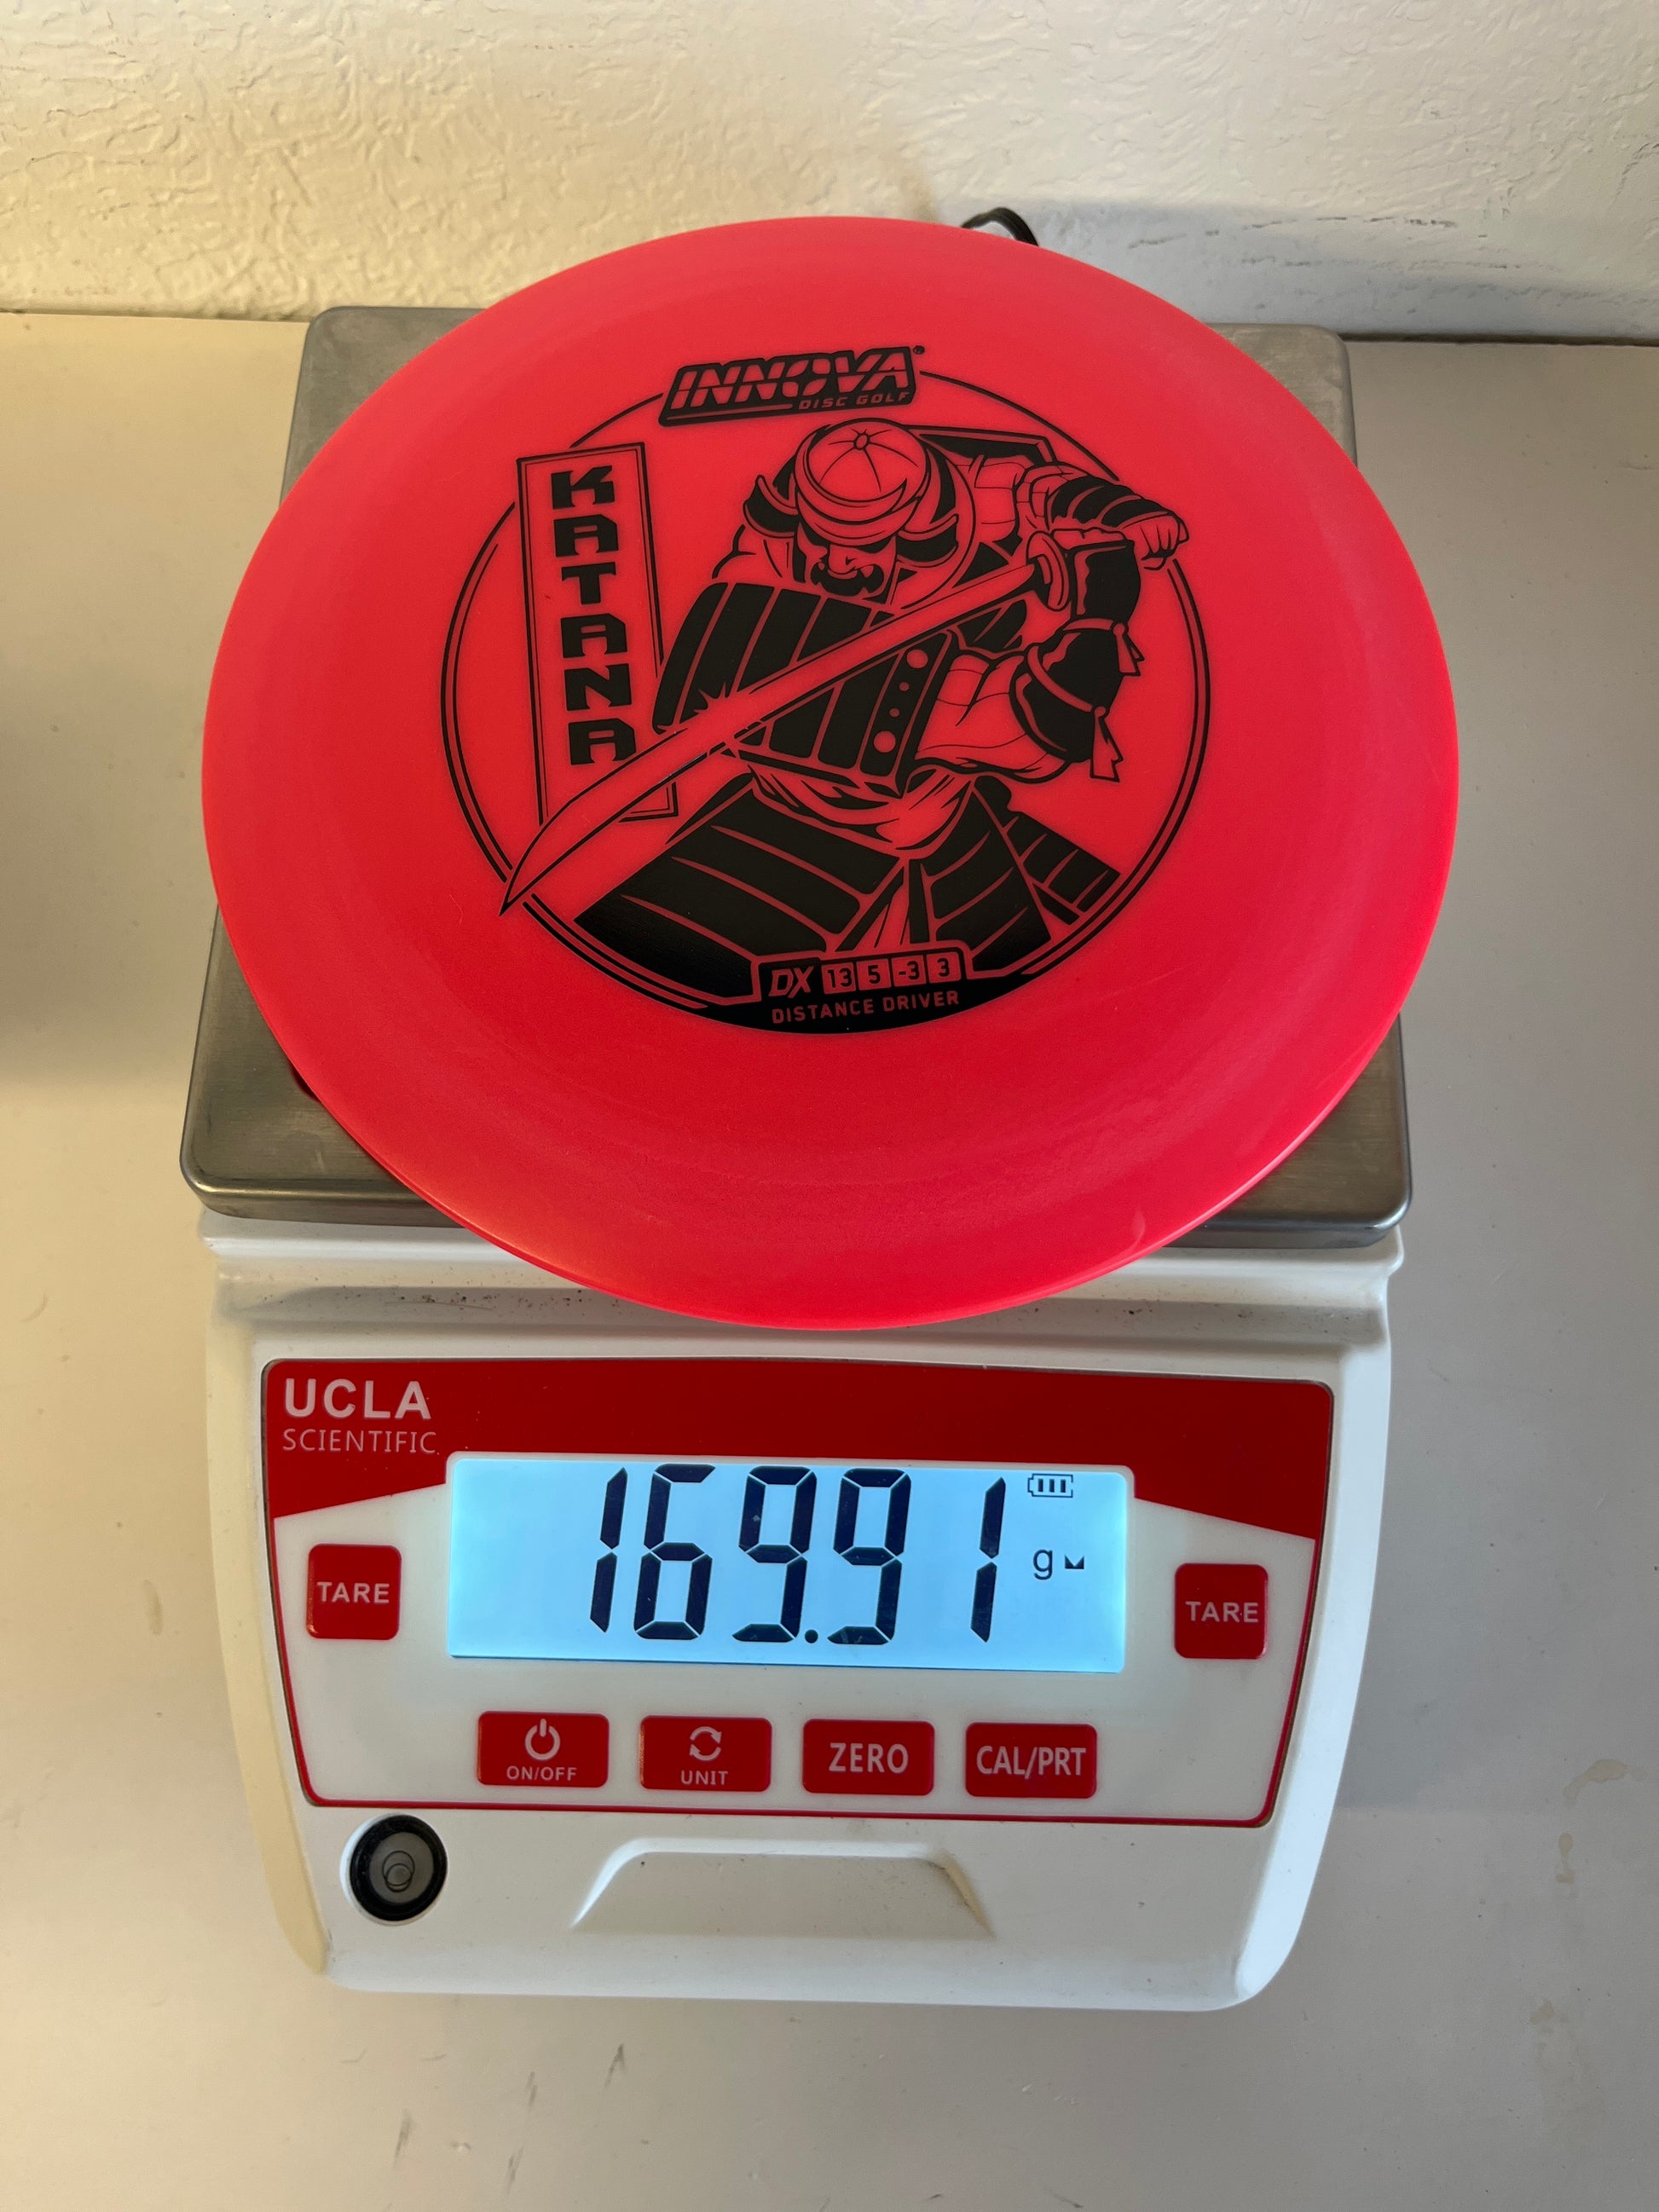 INNOVA®
DISC GOLF
KATANA
DX 13 5 -3 3
DISTANCE DRIVER
UCLA
SCIENTIFIC
169.91 g
TARE
TARE
ON/OFF
UNIT
ZERO
CAL/PRT